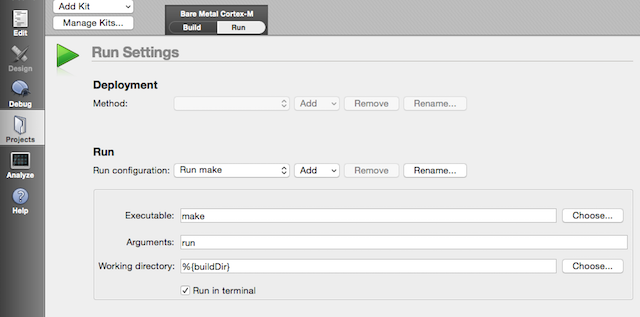 Add Kit
Manage Kits...
Bare Metal Cortex-M
Build Run
Edit
Design
Debug
Projects
Analyze
Help
Run Settings
Deployment
Method: Add Remove Rename...
Run
Run configuration: Run make Add Remove Rename...
Executable: make Choose...
Arguments: run
Working directory: %{buildDir} Choose...
Run in terminal